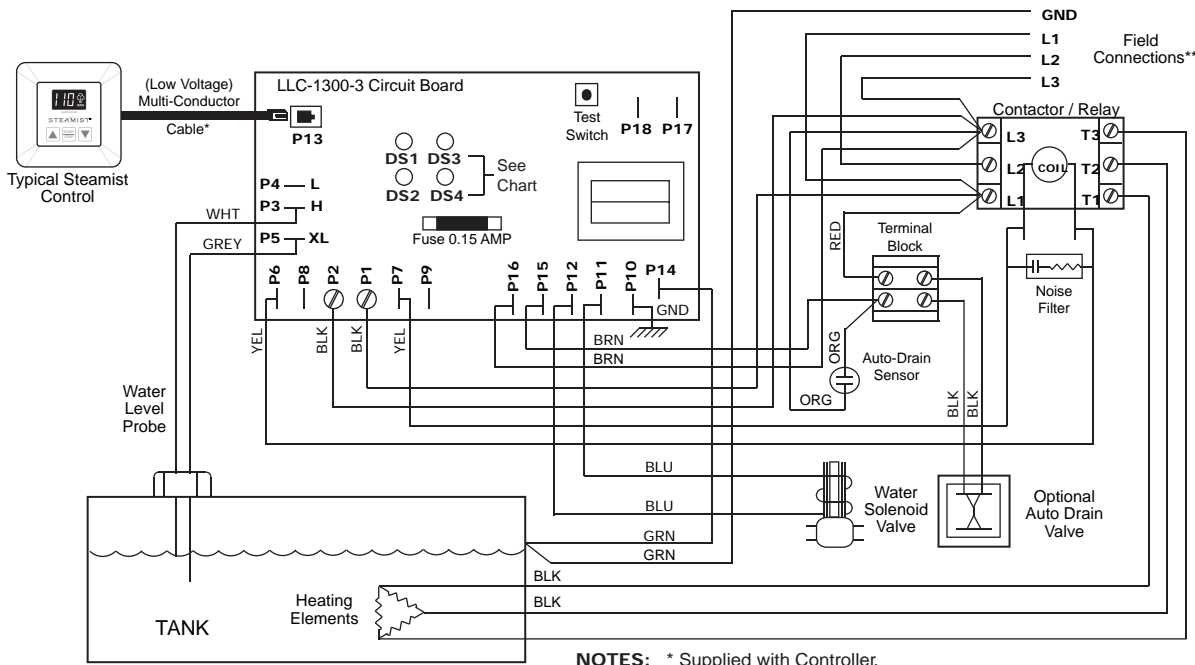 GND
L1
L2
L3
Field
Connections**
(Low Voltage)
Multi-Conductor
Cable*
110
STEAMIST
Typical Steamist
Control
LLC-1300-3 Circuit Board
P13
Test
Switch
P18
P17
DS1
DS3
DS2
DS4
See
Chart
P4
L
P3
H
P5
XL
WHT
GREY
Fuse 0.15 AMP
P6
P8
P2
P1
P7
P9
P16
P15
P12
P11
P10
P14
GND
YEL
BLK
BLK
YEL
BRN
BRN
Contactor / Relay
L3
T3
L2
COIL
T2
L1
T1
RED
Terminal
Block
Noise
Filter
ORG
Auto-Drain
Sensor
ORG
BLK
BLK
Water
Level
Probe
BLU
BLU
Water
Solenoid
Valve
Optional
Auto Drain
Valve
GRN
GRN
BLK
BLK
Heating
Elements
TANK
NOTES: * Supplied with Controller.